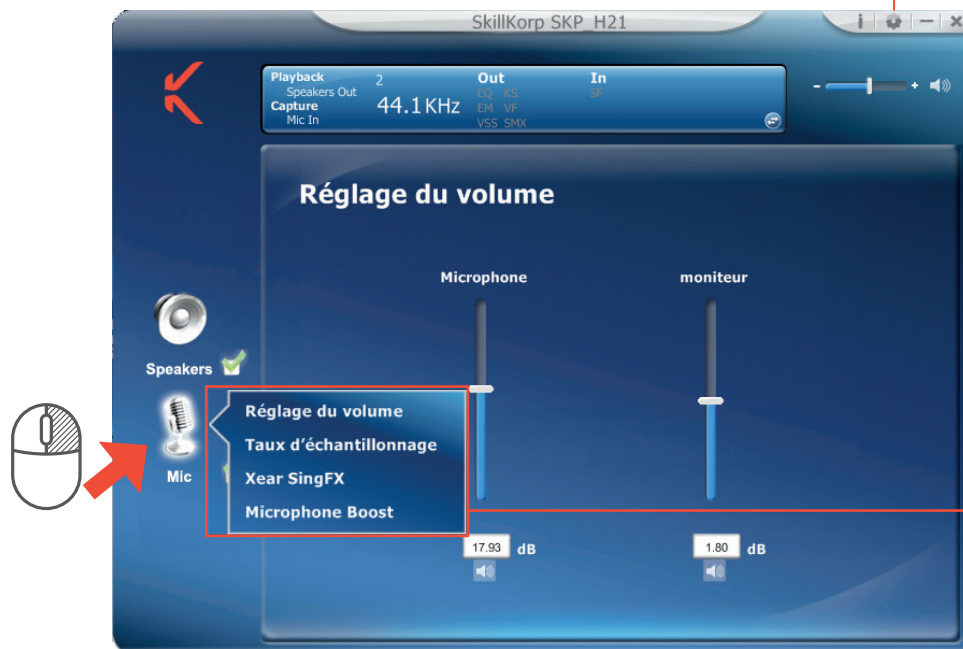 SkillKorp SKP_H21
i
Playback 2 Out In
Speakers Out EQ KS SF
Capture 44.1 KHz EM VF
Mic In VSS SMX
- +
Réglage du volume
Microphone moniteur
Speakers
Réglage du volume
Taux d'échantillonnage
Mic Xear SingFX
Microphone Boost
17.93 dB 1.80 dB